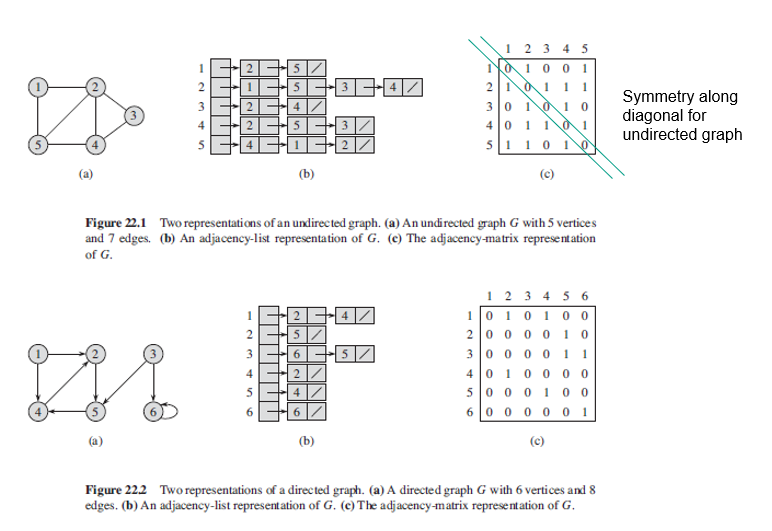 1 2 3 4 5
(a)
1 2 5 /
2 1 5 3 4 /
3 2 4 /
4 2 5 3 /
5 4 1 2 /
(b)
1 2 3 4 5
1 0 1 0 0 1
2 1 0 1 1 1
3 0 1 0 1 0
4 0 1 1 0 1
5 1 1 0 1 0
(c)
Symmetry along
diagonal for
undirected graph
Figure 22.1 Two representations of an undirected graph. (a) An undirected graph G with 5 vertices
and 7 edges. (b) An adjacency-list representation of G. (c) The adjacency-matrix representation
of G.
1 2 3
4 5 6
(a)
1 2 4 /
2 5 /
3 6 5 /
4 2 /
5 4 /
6 6 /
(b)
1 2 3 4 5 6
1 0 1 0 1 0 0
2 0 0 0 0 1 0
3 0 0 0 0 1 1
4 0 1 0 0 0 0
5 0 0 0 1 0 0
6 0 0 0 0 0 1
(c)
Figure 22.2 Two representations of a directed graph. (a) A directed graph G with 6 vertices and 8
edges. (b) An adjacency-list representation of G. (c) The adjacency-matrix representation of G.